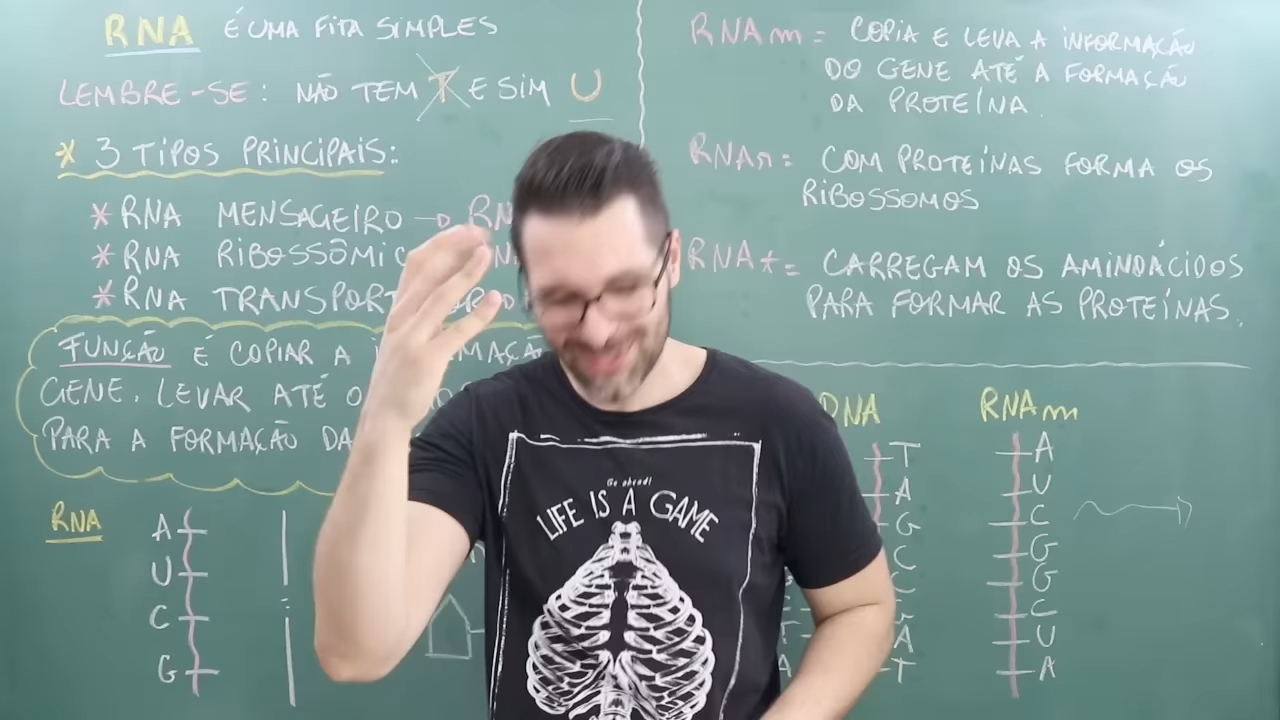 RNA É UMA FITA SIMPLES
LEMBRE-SE: NÃO TEM T E SIM U
* 3 TIPOS PRINCIPAIS:
* RNA MENSAGEIRO → RN
* RNA RIBOSSÔMIC
* RNA TRANSPORT
FUNÇÃO É COPIAR A
GENE, LEVAR ATÉ O
PARA A FORMAÇÃO DA
RNA
A
U
C
G
RNAm = COPIA E LEVA A INFORMAÇÃO
DO GENE ATÉ A FORMAÇÃO
DA PROTEÍNA.
RNAr: COM PROTEÍNAS FORMA OS
RIBOSSOMOS
RNAt = CARREGAM OS AMINOÁCIDOS
PARA FORMAR AS PROTEÍNAS.
DNA
T
A
G
C
C
G
A
T
RNAm
A
U
C
G
G
C
U
A
Go ahead!
LIFE IS A GAME